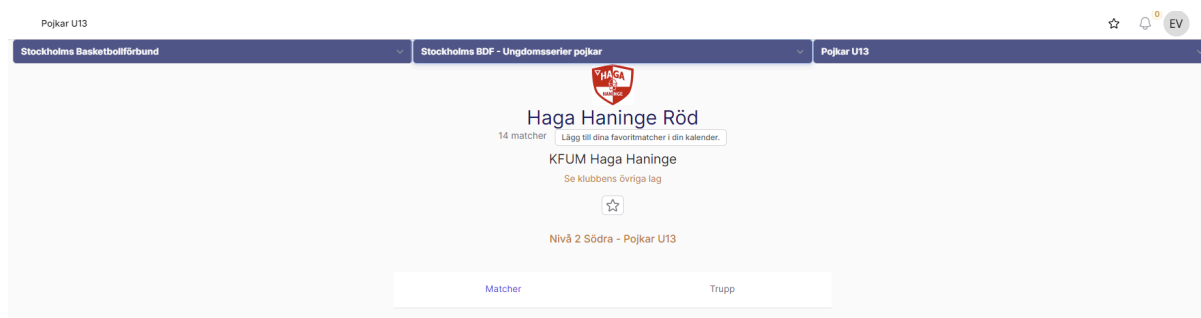 Pojkar U13
0
EV
Stockholms Basketbollförbund
Stockholms BDF - Ungdomsserier pojkar
Pojkar U13
HAGA
HANINGE
Haga Haninge Röd
14 matcher
Lägg till dina favoritmatcher i din kalender.
KFUM Haga Haninge
Se klubbens övriga lag
Nivå 2 Södra - Pojkar U13
Matcher
Trupp